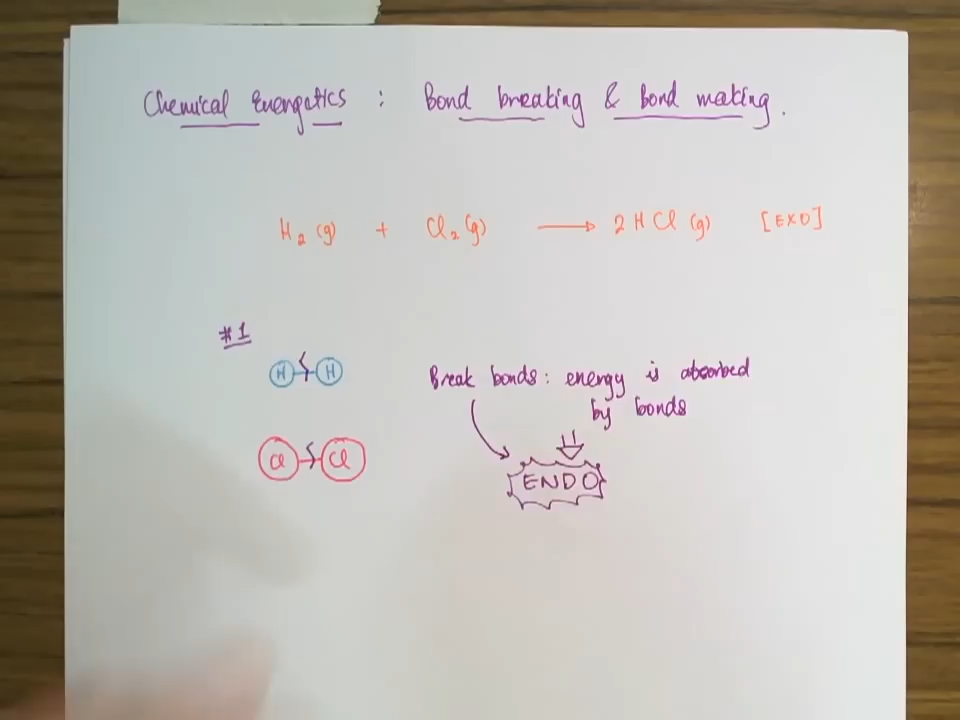 Chemical Energetics : Bond breaking & Bond making.
H₂ (g) + Cl₂ (g) → 2 HCl (g) [EXO]
#1
H H Break bonds: energy is absorbed
by bonds
Cl Cl
ENDO